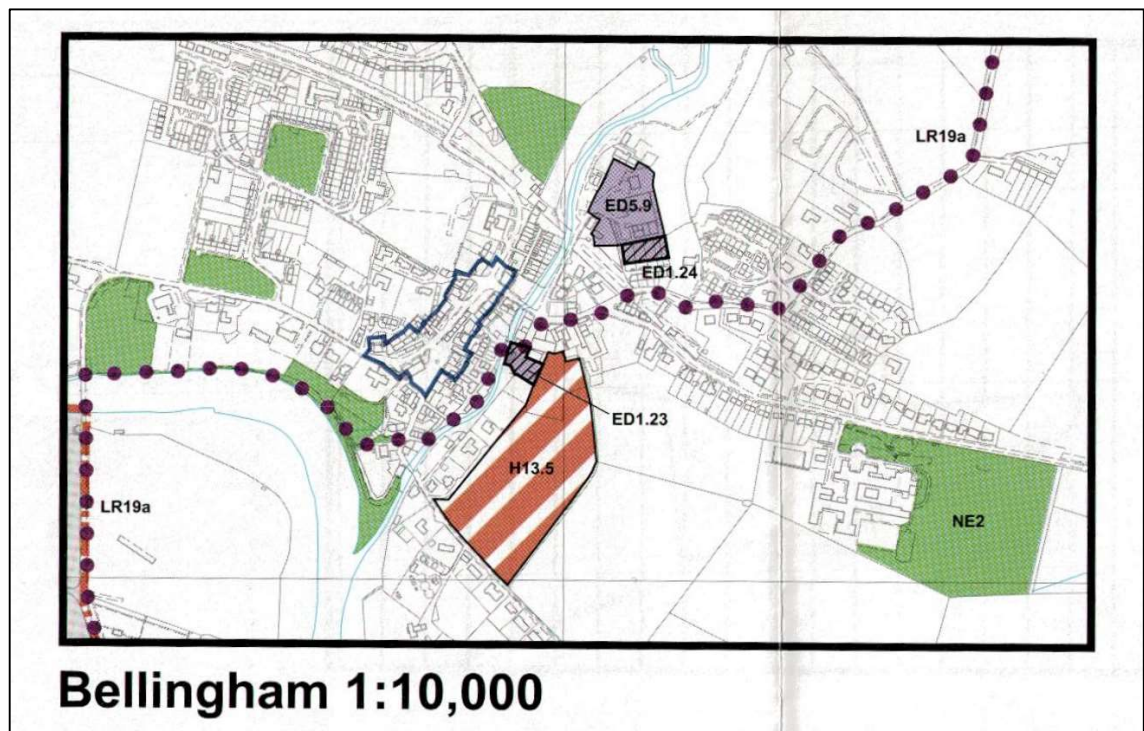 LR19a
ED5.9
ED1.24
ED1.23
H13.5
LR19a
NE2
Bellingham 1:10,000